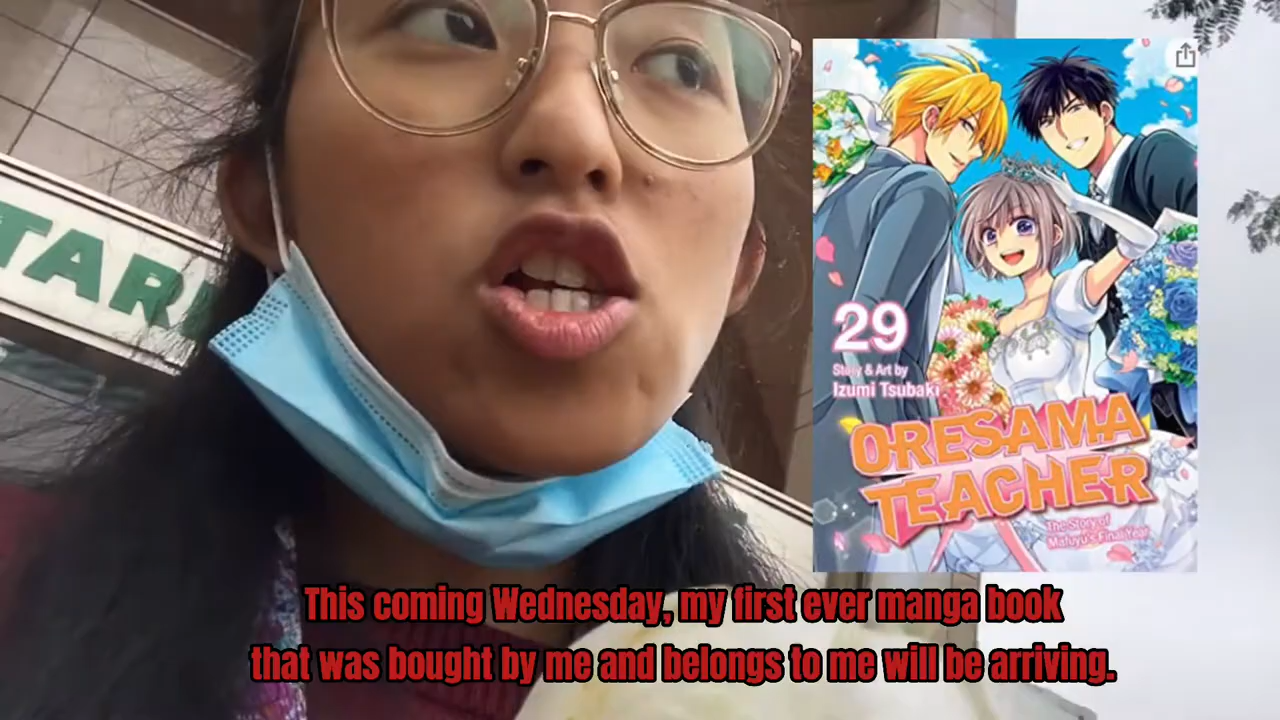 TAR
29
Story & Art by
Izumi Tsubaki
ORESAMA
TEACHER
The Story of
Mafuyu's Final Year
This coming Wednesday, my first ever manga book
that was bought by me and belongs to me will be arriving.